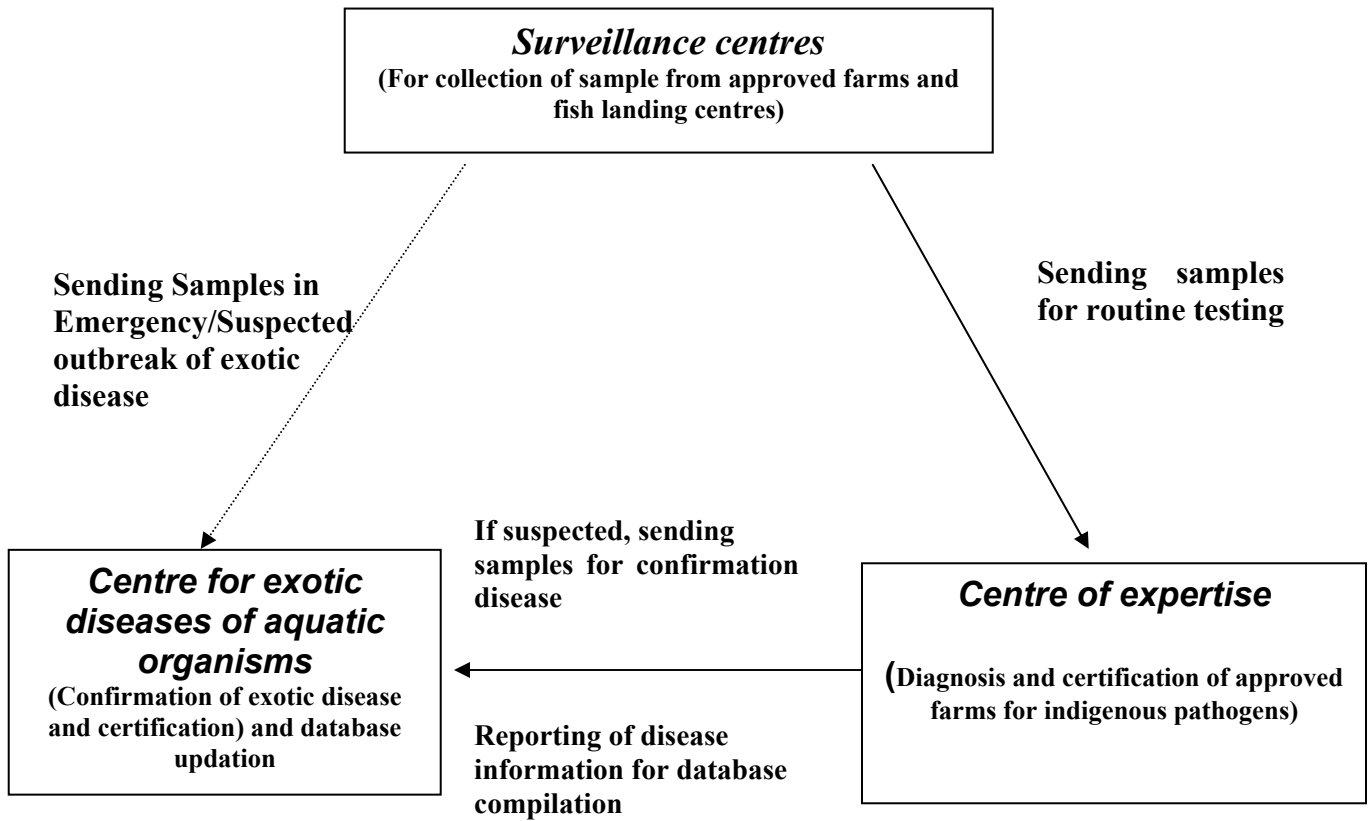 Surveillance centres
(For collection of sample from approved farms and
fish landing centres)
Sending Samples in
Emergency/Suspected
outbreak of exotic
disease
Sending samples
for routine testing
If suspected, sending
samples for confirmation
disease
Centre for exotic
diseases of aquatic
organisms
(Confirmation of exotic disease
and certification) and database
updation
Centre of expertise
(Diagnosis and certification of approved
farms for indigenous pathogens)
Reporting of disease
information for database
compilation